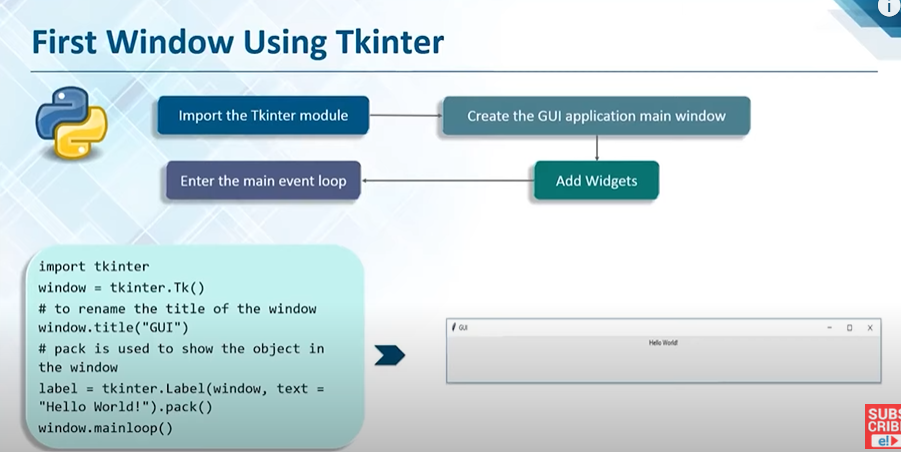 First Window Using Tkinter
Import the Tkinter module
Create the GUI application main window
Enter the main event loop
Add Widgets
import tkinter
window = tkinter.Tk()
# to rename the title of the window
window.title("GUI")
# pack is used to show the object in
the window
label = tkinter.Label(window, text =
"Hello World!").pack()
window.mainloop()
GUI
Hello World!
i
SUBS
CRIB
e!